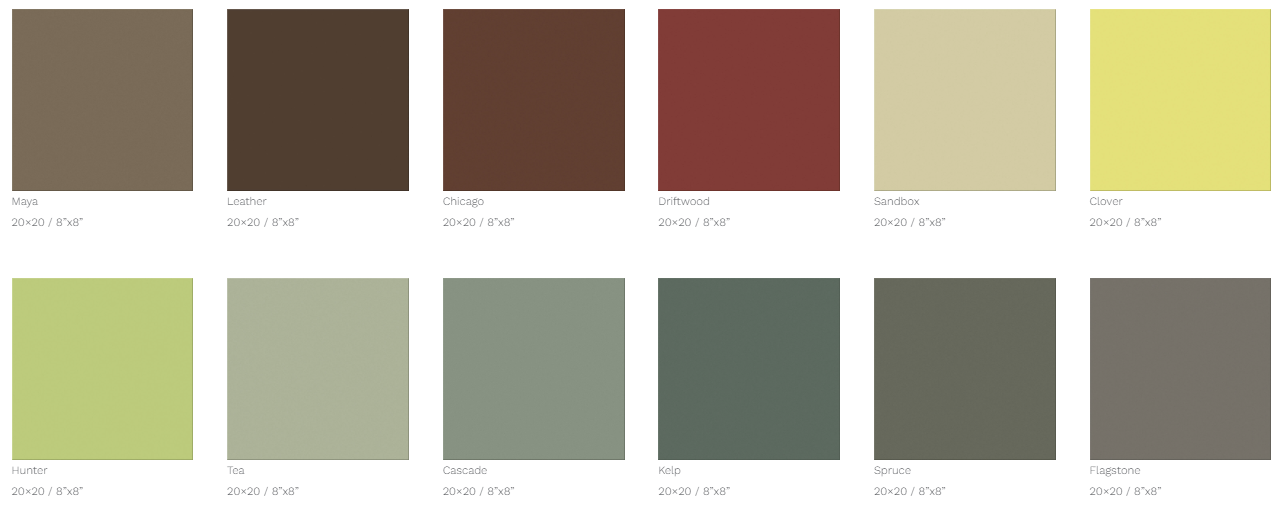 Maya
20×20 / 8”x8”
Leather
20×20 / 8”x8”
Chicago
20×20 / 8”x8”
Driftwood
20×20 / 8”x8”
Sandbox
20×20 / 8”x8”
Clover
20×20 / 8”x8”
Hunter
20×20 / 8”x8”
Tea
20×20 / 8”x8”
Cascade
20×20 / 8”x8”
Kelp
20×20 / 8”x8”
Spruce
20×20 / 8”x8”
Flagstone
20×20 / 8”x8”